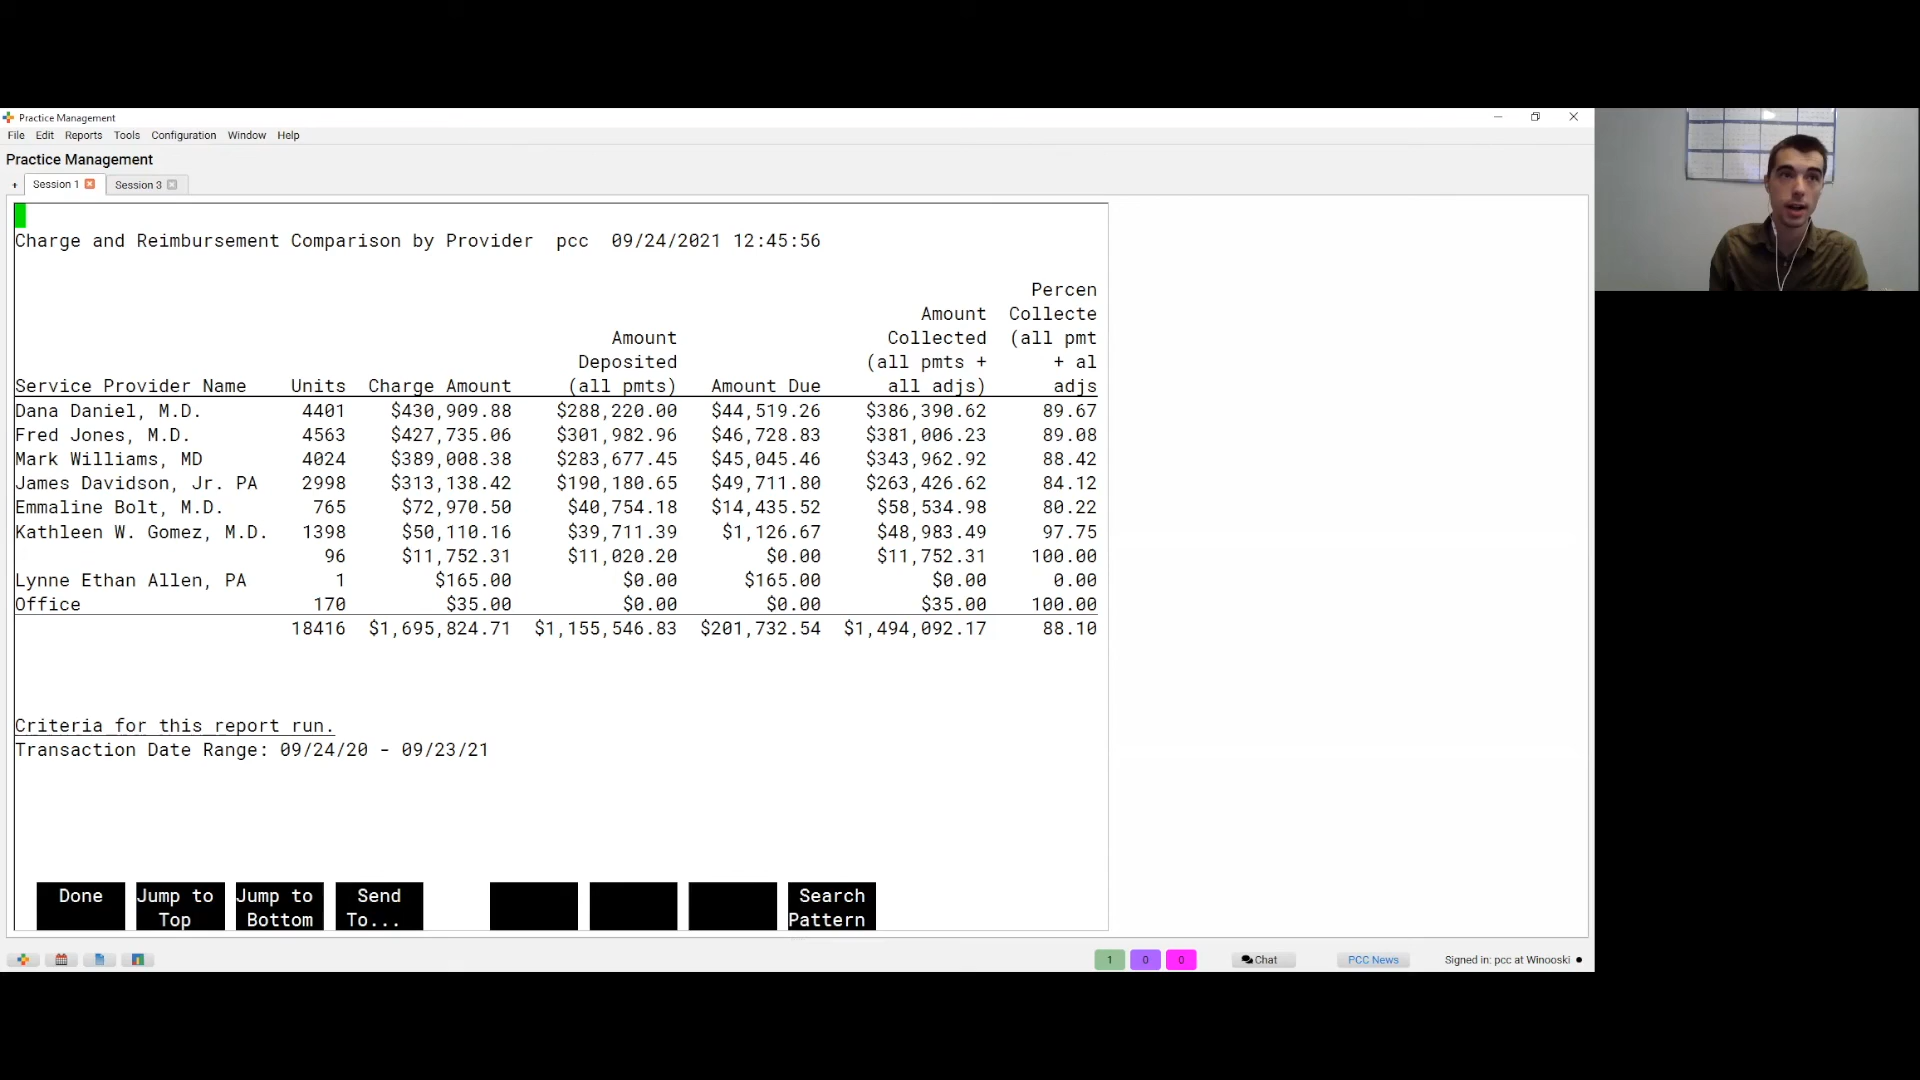 Practice Management
File Edit Reports Tools Configuration Window Help
Practice Management
+ Session 1 Session 3
Charge and Reimbursement Comparison by Provider pcc 09/24/2021 12:45:56
Percen
Amount Collecte
Amount Collected (all pmt
Deposited (all pmts + + al
Service Provider Name Units Charge Amount (all pmts) Amount Due all adjs) adjs
Dana Daniel, M.D. 4401 $430,909.88 $288,220.00 $44,519.26 $386,390.62 89.67
Fred Jones, M.D. 4563 $427,735.06 $301,982.96 $46,728.83 $381,006.23 89.08
Mark Williams, MD 4024 $389,008.38 $283,677.45 $45,045.46 $343,962.92 88.42
James Davidson, Jr. PA 2998 $313,138.42 $190,180.65 $49,711.80 $263,426.62 84.12
Emmaline Bolt, M.D. 765 $72,970.50 $40,754.18 $14,435.52 $58,534.98 80.22
Kathleen W. Gomez, M.D. 1398 $50,110.16 $39,711.39 $1,126.67 $48,983.49 97.75
96 $11,752.31 $11,020.20 $0.00 $11,752.31 100.00
Lynne Ethan Allen, PA 1 $165.00 $0.00 $165.00 $0.00 0.00
Office 170 $35.00 $0.00 $0.00 $35.00 100.00
18416 $1,695,824.71 $1,155,546.83 $201,732.54 $1,494,092.17 88.10
Criteria for this report run.
Transaction Date Range: 09/24/20 - 09/23/21
Done Jump to Jump to Send Search
Top Bottom To... Pattern
1 0 0 Chat PCC News Signed in: pcc at Winooski